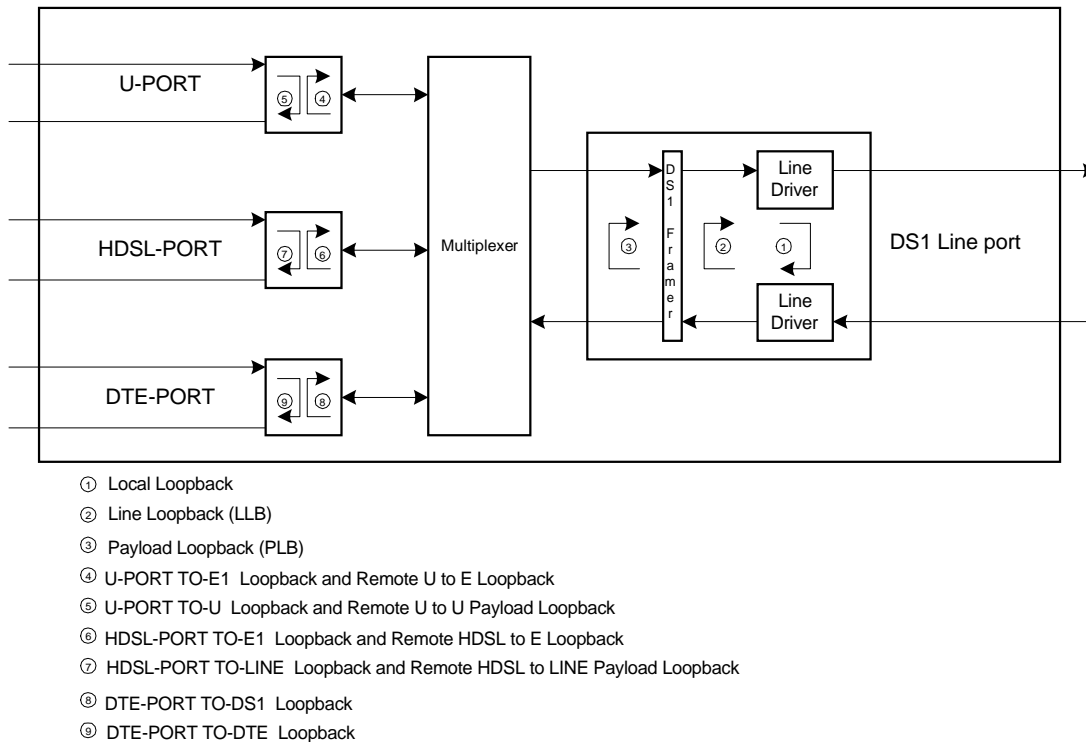 U-PORT
⑤ ④
HDSL-PORT
⑦ ⑥
DTE-PORT
⑨ ⑧
Multiplexer
DS1 Framer
③
②
①
Line
Driver
Line
Driver
DS1 Line port
① Local Loopback
② Line Loopback (LLB)
③ Payload Loopback (PLB)
④ U-PORT TO-E1 Loopback and Remote U to E Loopback
⑤ U-PORT TO-U Loopback and Remote U to U Payload Loopback
⑥ HDSL-PORT TO-E1 Loopback and Remote HDSL to E Loopback
⑦ HDSL-PORT TO-LINE Loopback and Remote HDSL to LINE Payload Loopback
⑧ DTE-PORT TO-DS1 Loopback
⑨ DTE-PORT TO-DTE Loopback